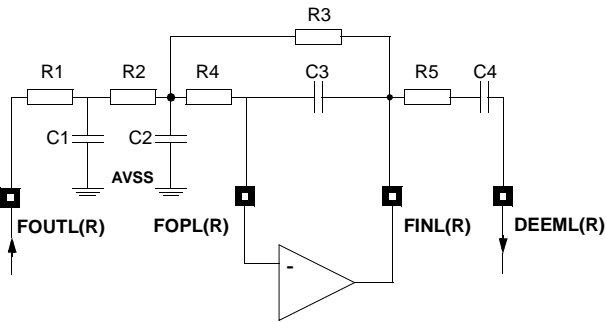 R3
R1
R2
R4
C3
R5
C4
C1
C2
AVSS
FOUTL(R)
FOPL(R)
FINL(R)
DEEML(R)
-